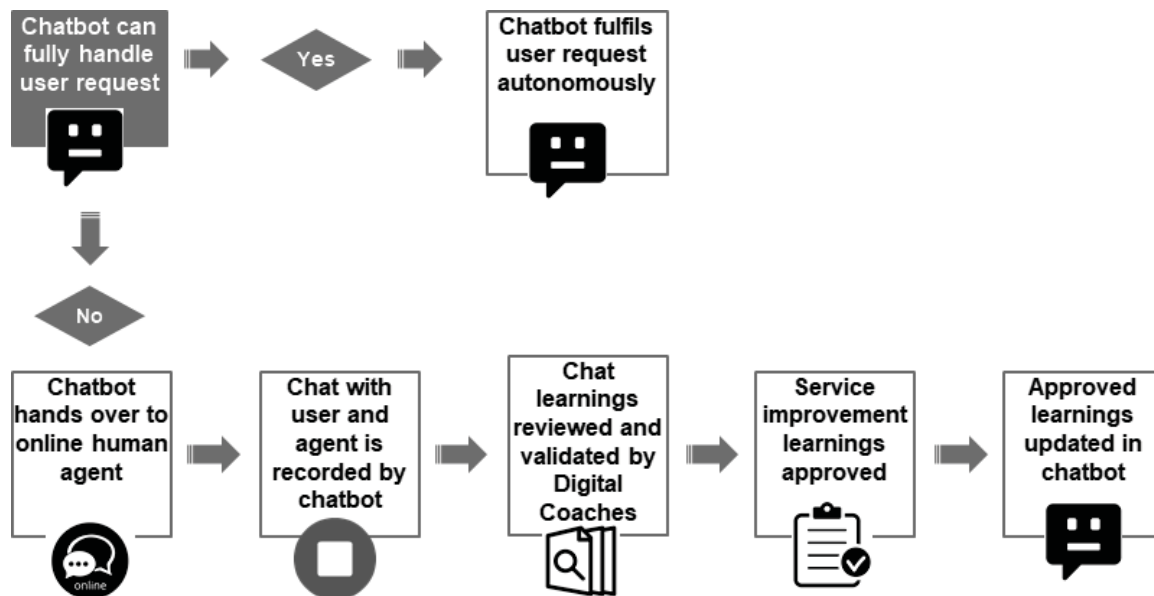 Chatbot can
fully handle
user request
Yes
Chatbot fulfils
user request
autonomously
No
Chatbot
hands over to
online human
agent
online
Chat with
user and
agent is
recorded by
chatbot
Chat
learnings
reviewed and
validated by
Digital
Coaches
Service
improvement
learnings
approved
Approved
learnings
updated in
chatbot